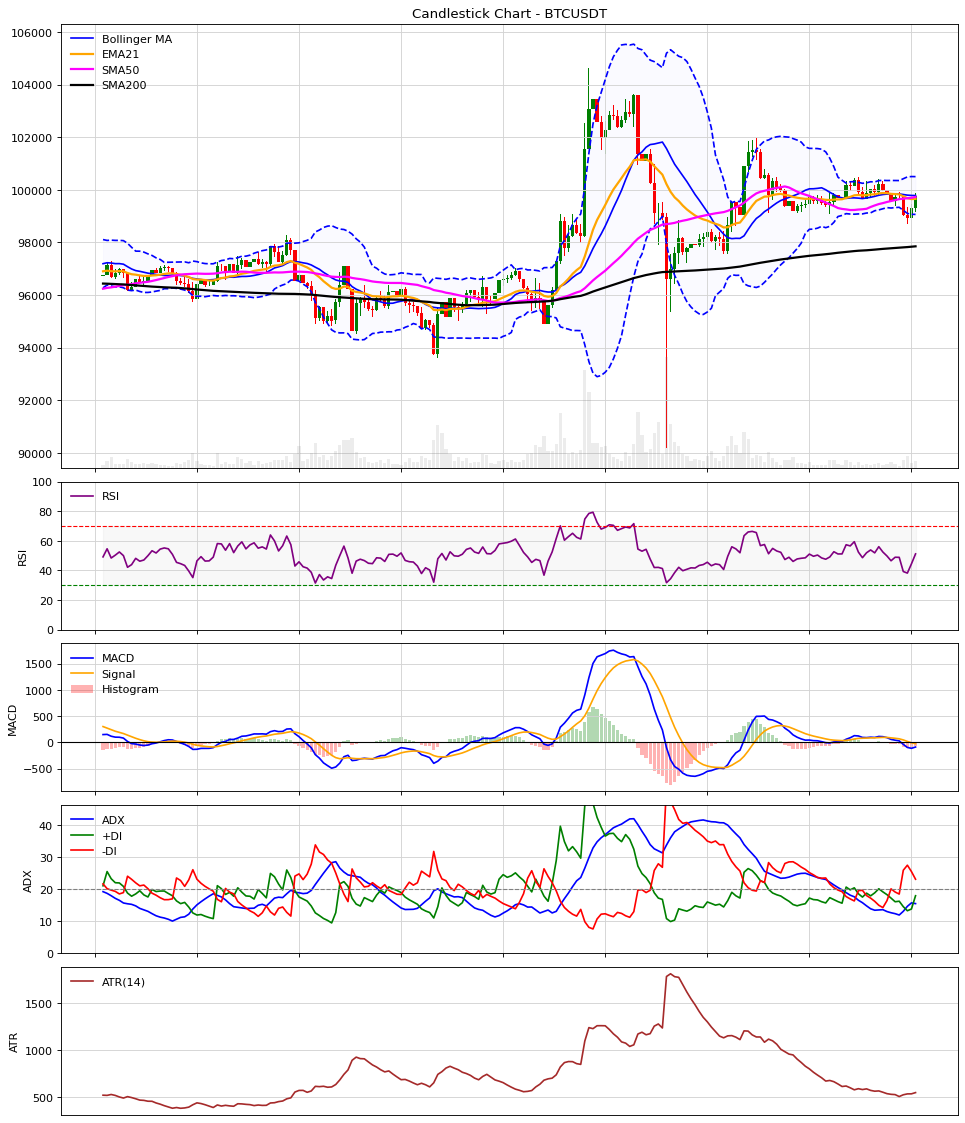 Candlestick Chart - BTCUSDT
106000
104000
102000
100000
98000
96000
94000
92000
90000
Bollinger MA
EMA21
SMA50
SMA200
100
80
60
40
20
0
RSI
RSI
1500
1000
500
0
−500
MACD
MACD
Signal
Histogram
40
30
20
10
0
ADX
ADX
+DI
-DI
1500
1000
500
ATR
ATR(14)